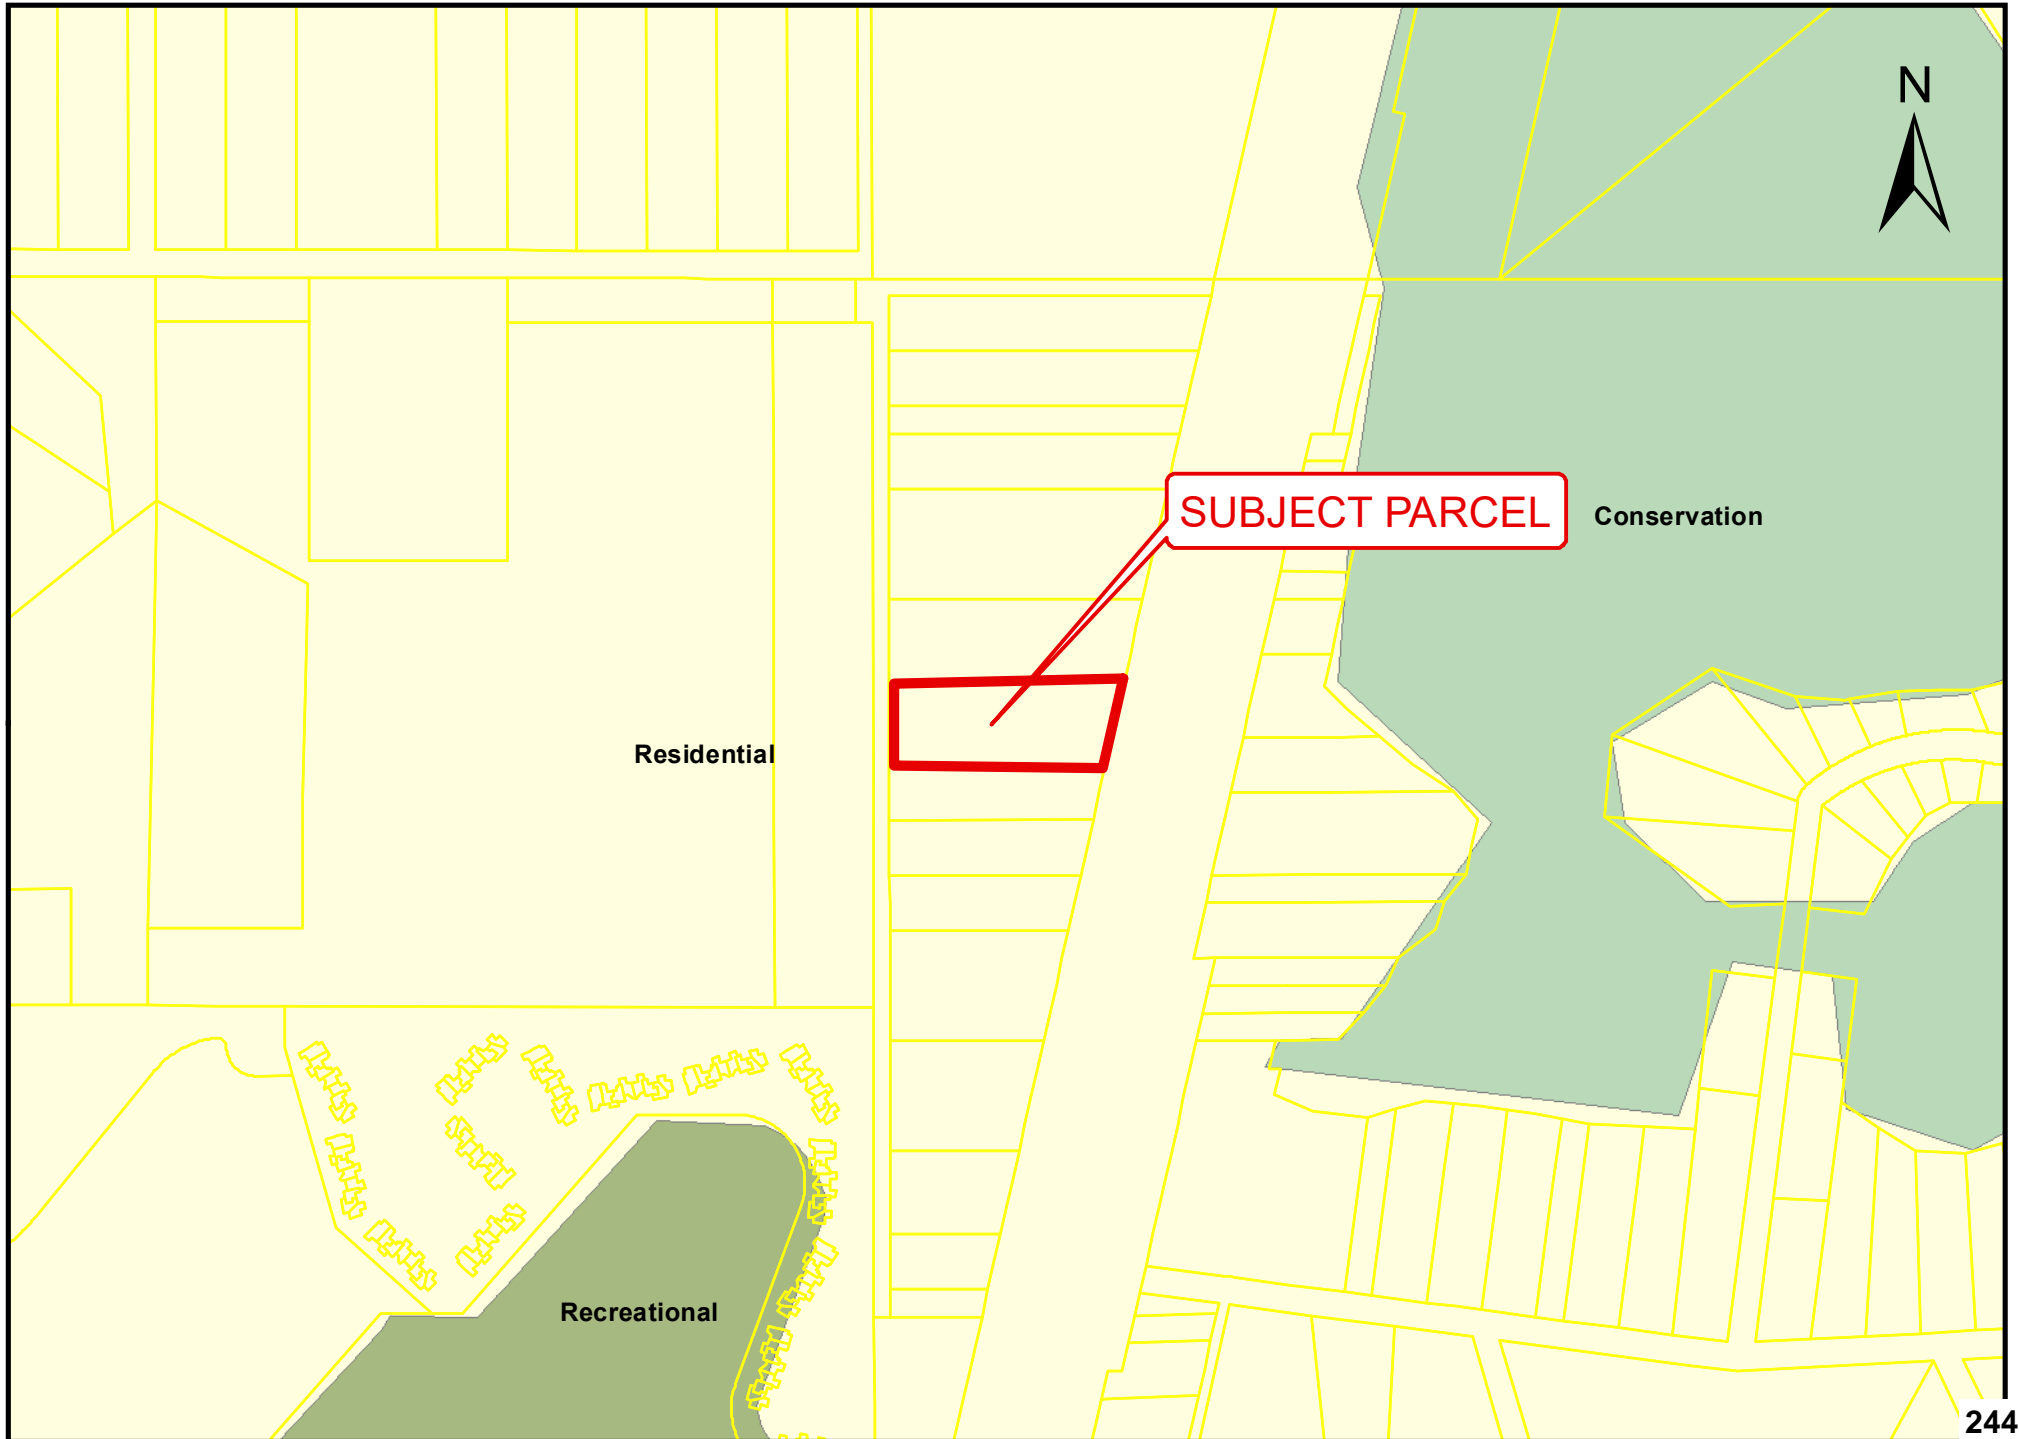 N
SUBJECT PARCEL
Conservation
Residential
Recreational
244